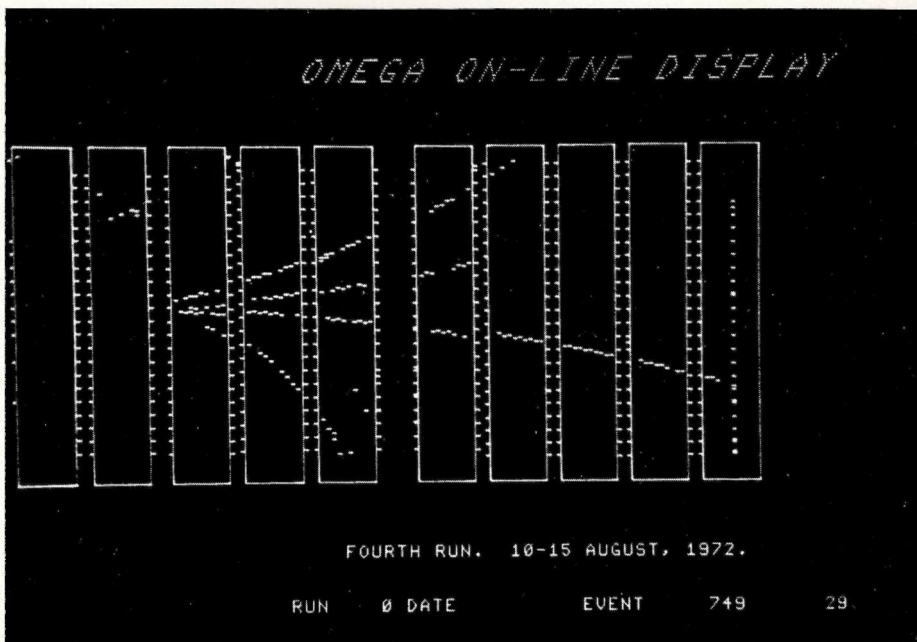 OMEGA ON-LINE DISPLAY
FOURTH RUN. 10-15 AUGUST, 1972.
RUN 0 DATE EVENT 749 29